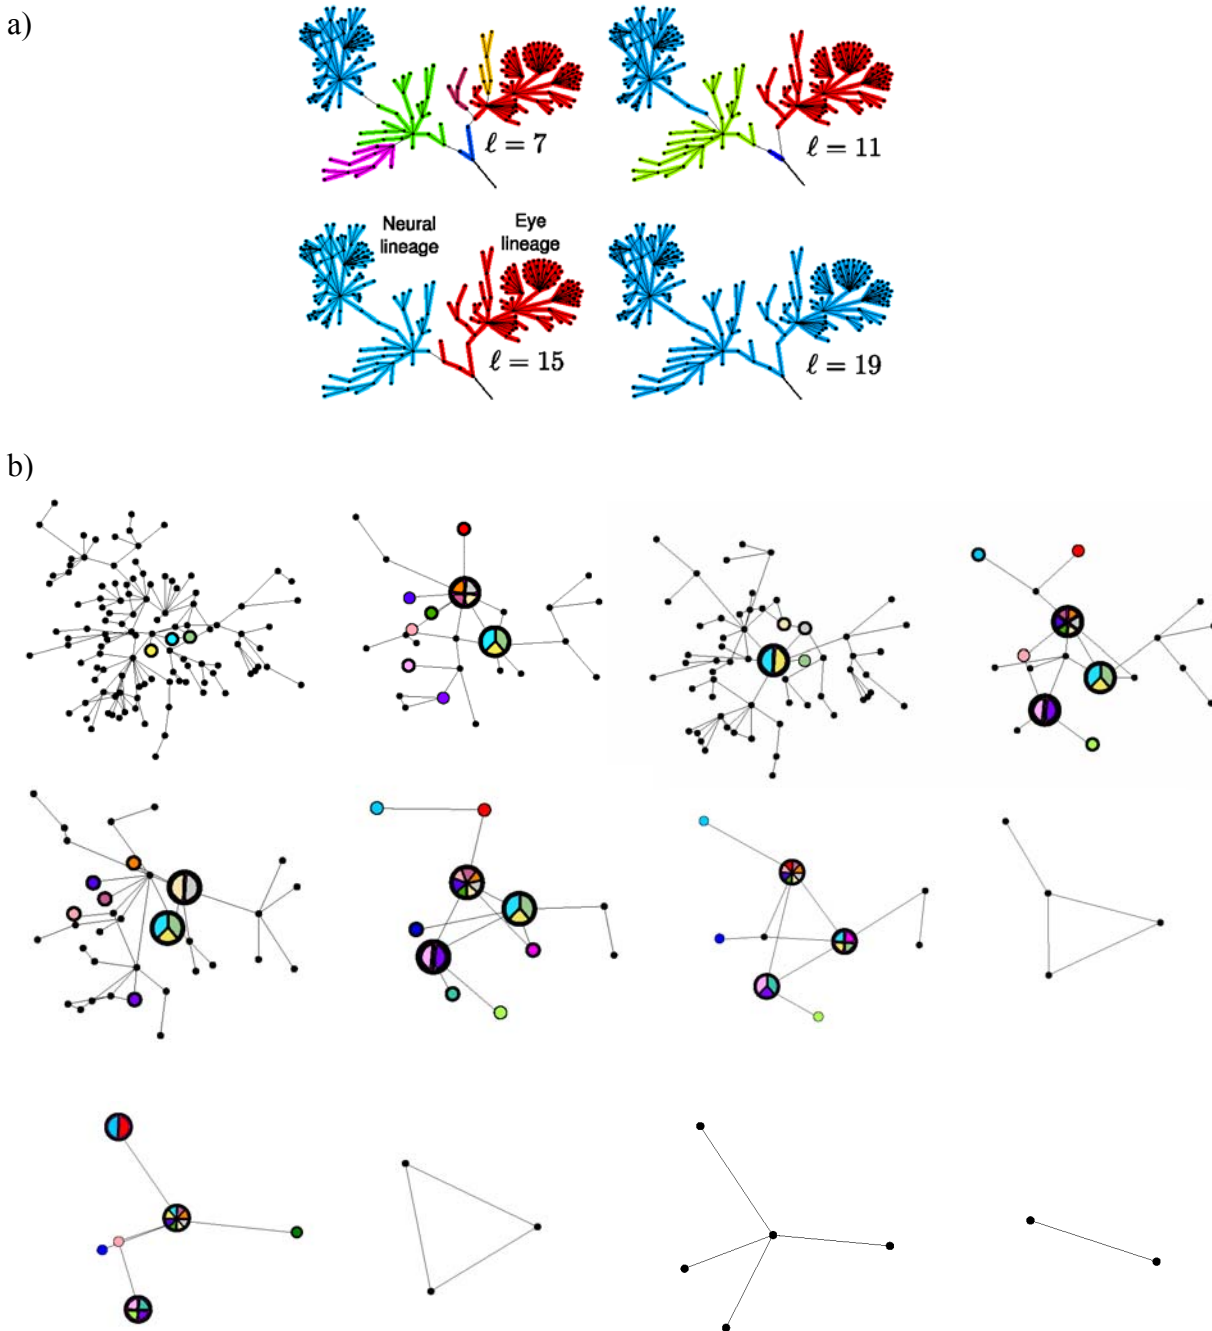 a)
ℓ = 7
ℓ = 11
Neural
lineage
Eye
lineage
ℓ = 15
ℓ = 19
b)